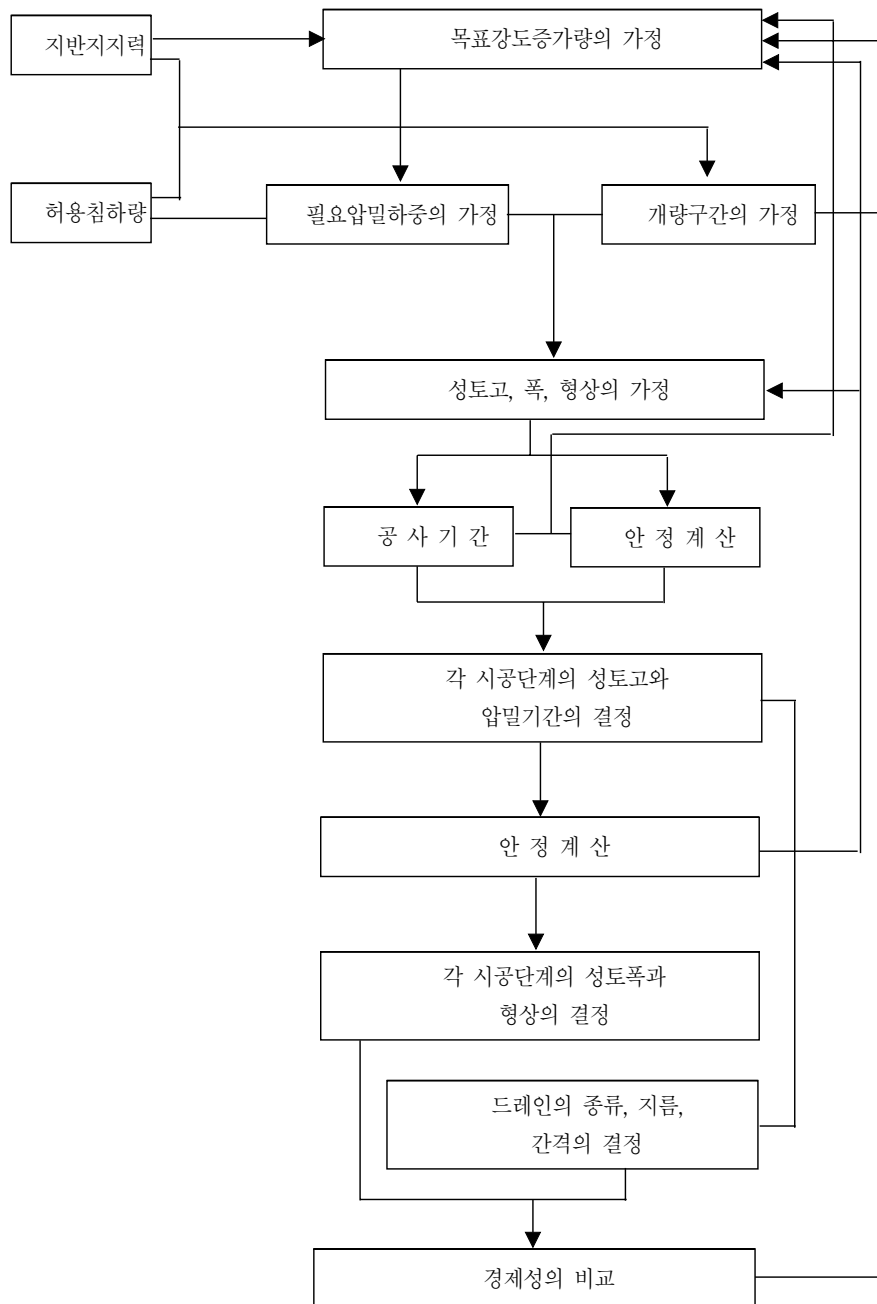 지반지지력
목표강도증가량의 가정
허용침하량
필요압밀하중의 가정
개량구간의 가정
성토고, 폭, 형상의 가정
공 사 기 간
안 정 계 산
각 시공단계의 성토고와
압밀기간의 결정
안 정 계 산
각 시공단계의 성토폭과
형상의 결정
드레인의 종류, 지름,
간격의 결정
경제성의 비교